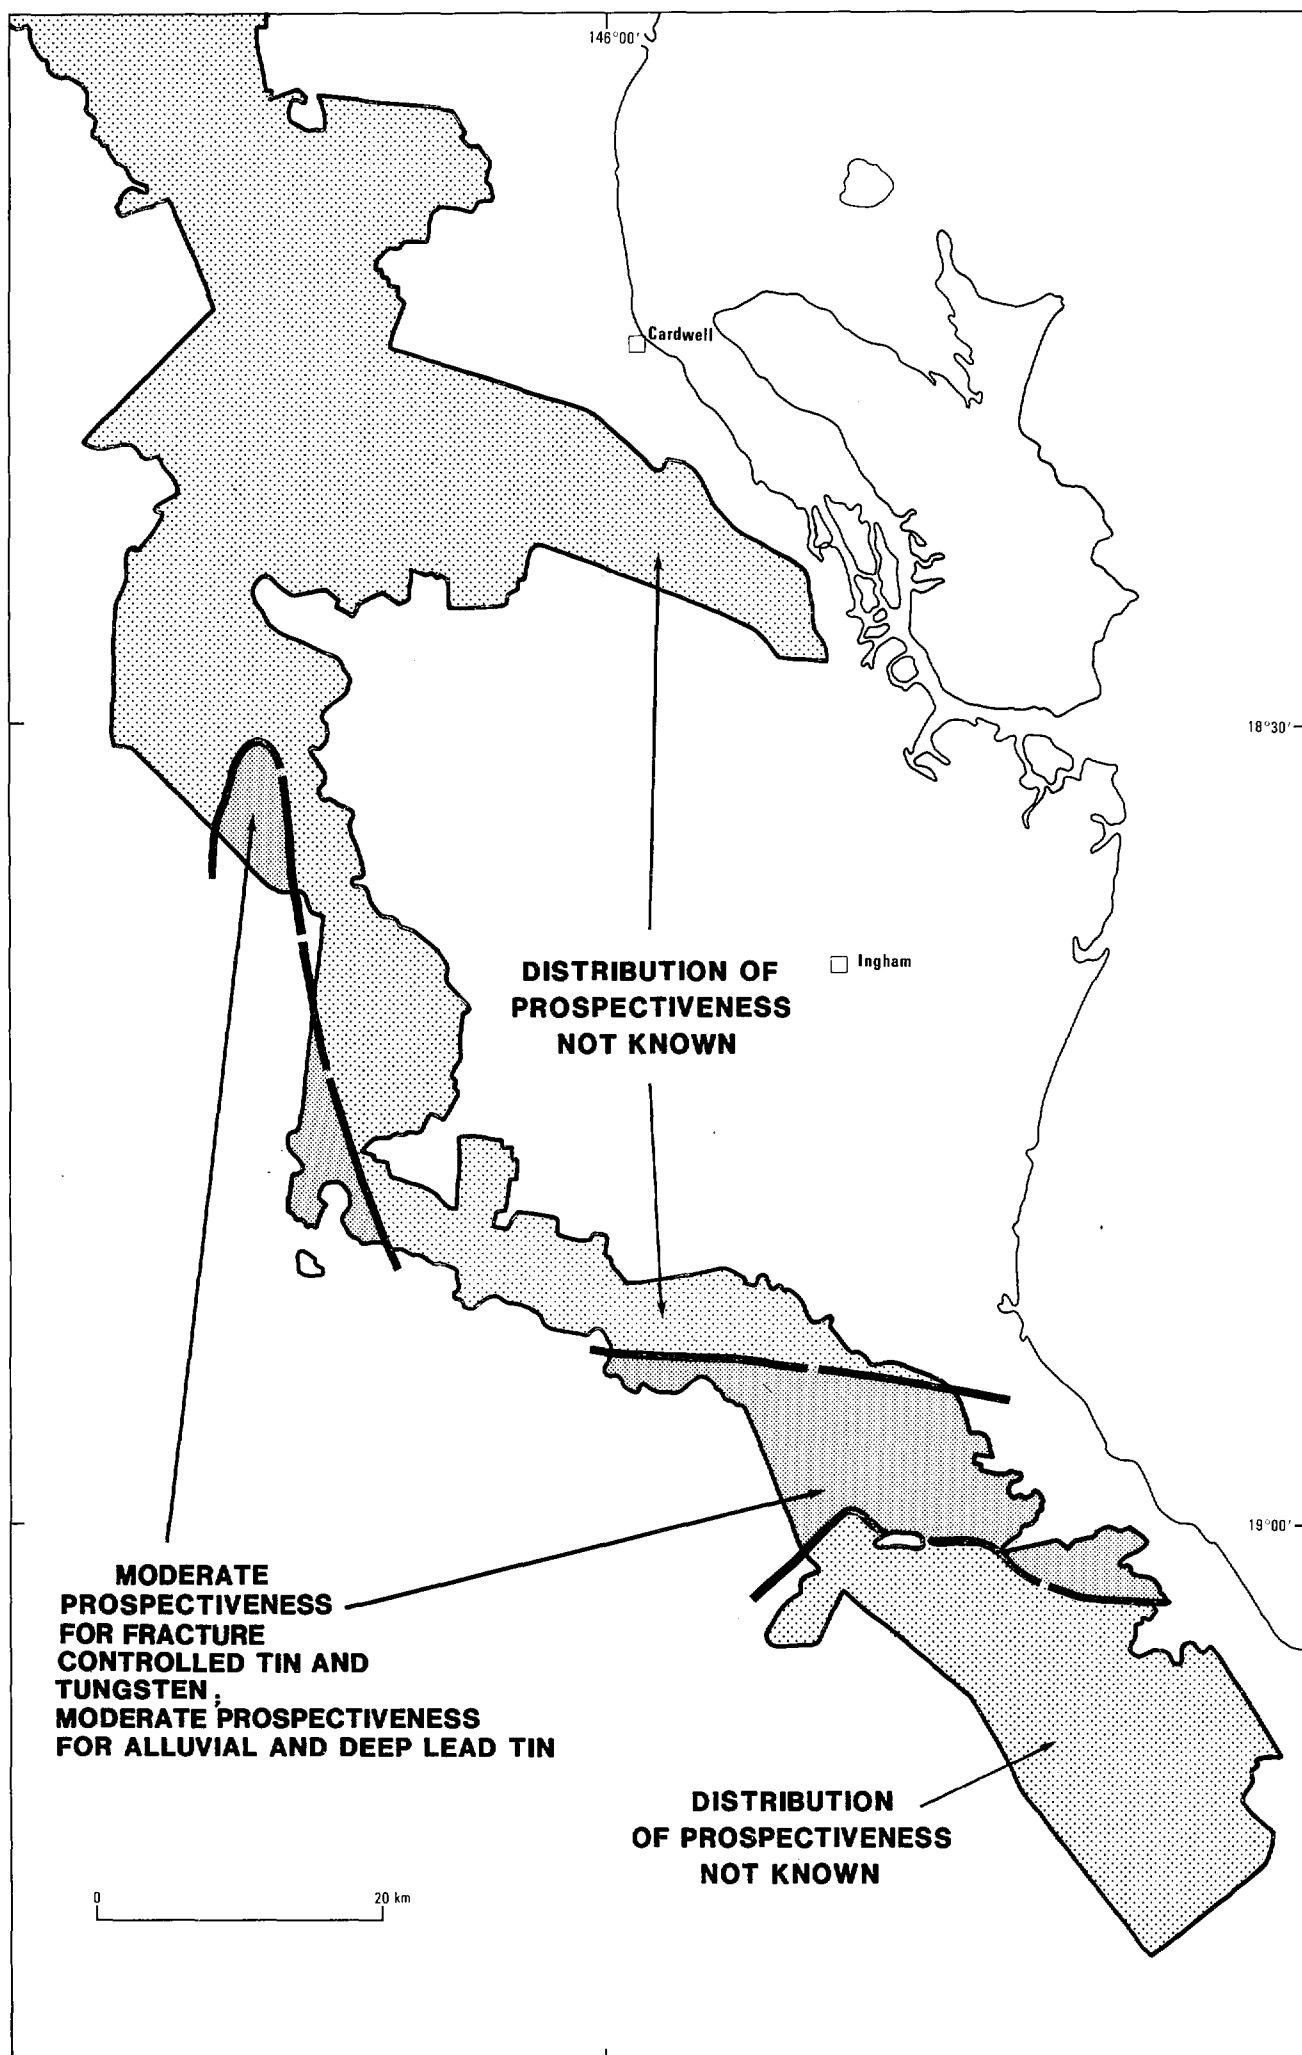 146°00'
Cardwell
18°30'
DISTRIBUTION OF
PROSPECTIVENESS
NOT KNOWN
Ingham
19°00'
MODERATE
PROSPECTIVENESS
FOR FRACTURE
CONTROLLED TIN AND
TUNGSTEN;
MODERATE PROSPECTIVENESS
FOR ALLUVIAL AND DEEP LEAD TIN
DISTRIBUTION
OF PROSPECTIVENESS
NOT KNOWN
0 20 km